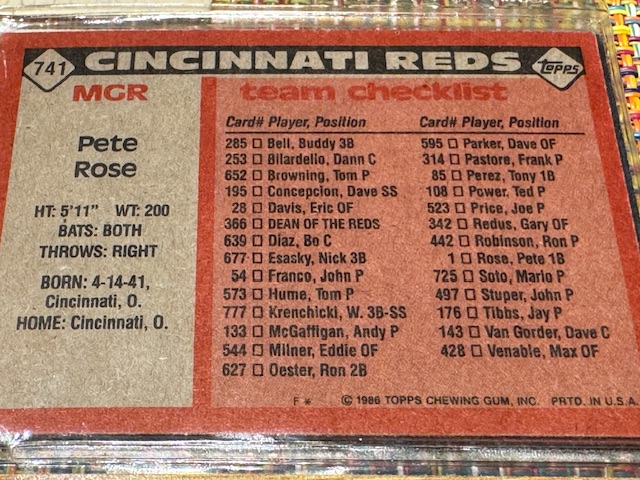 741 CINCINNATI REDS topps
MGR
Pete
Rose
HT: 5'11" WT: 200
BATS: BOTH
THROWS: RIGHT
BORN: 4-14-41,
Cincinnati, O.
HOME: Cincinnati, O.
team checklist
Card# Player, Position
285 Bell, Buddy 3B
253 Bilardello, Dann C
652 Browning, Tom P
195 Concepcion, Dave SS
28 Davis, Eric OF
366 DEAN OF THE REDS
639 Diaz, Bo C
677 Esasky, Nick 3B
54 Franco, John P
573 Hume, Tom P
777 Krenchicki, W. 3B-SS
133 McGaffigan, Andy P
544 Milner, Eddie OF
627 Oester, Ron 2B
Card# Player, Position
595 Parker, Dave OF
314 Pastore, Frank P
85 Perez, Tony 1B
108 Power, Ted P
523 Price, Joe P
342 Redus, Gary OF
442 Robinson, Ron P
1 Rose, Pete 1B
725 Soto, Mario P
497 Stuper, John P
176 Tibbs, Jay P
143 Van Gorder, Dave C
428 Venable, Max OF
F* © 1986 TOPPS CHEWING GUM, INC. PRTD. IN U.S.A.